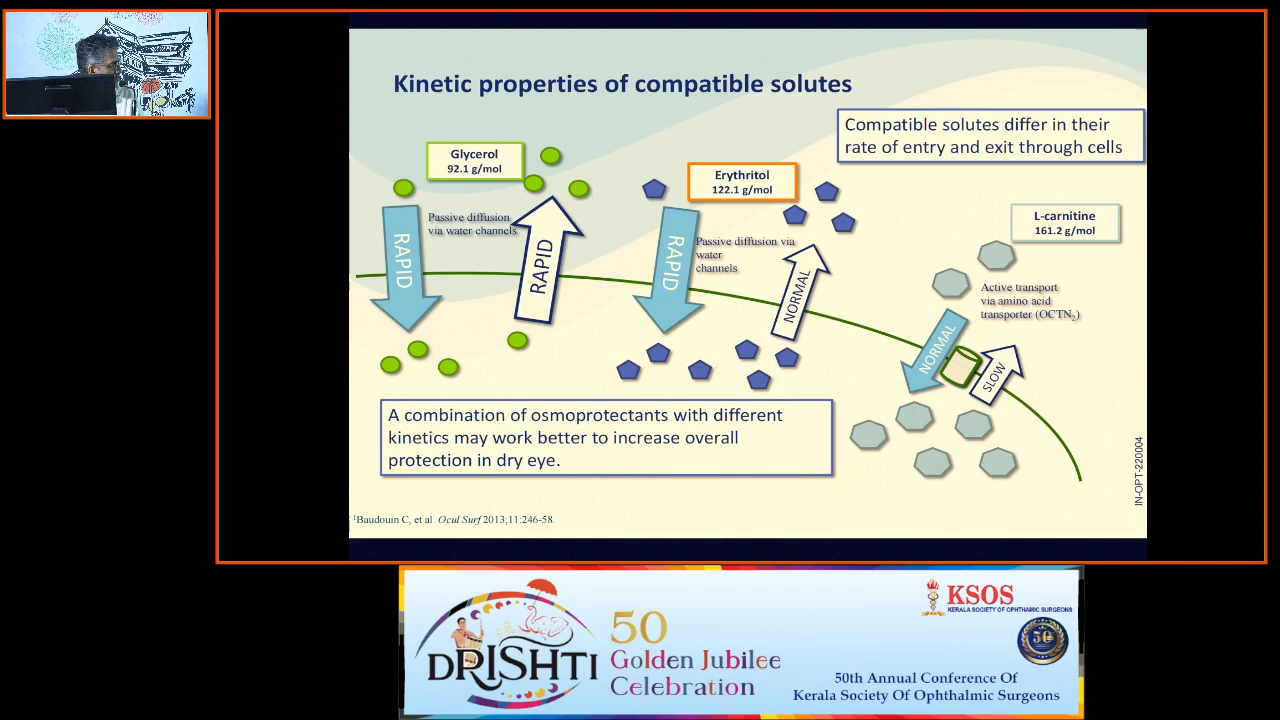 Kinetic properties of compatible solutes
Compatible solutes differ in their
rate of entry and exit through cells
Glycerol
92.1 g/mol
Erythritol
122.1 g/mol
L-carnitine
161.2 g/mol
RAPID
Passive diffusion
via water channels
RAPID
RAPID
Passive diffusion via
water
channels
NORMAL
Active transport
via amino acid
transporter (OCTN₂)
NORMAL
SLOW
A combination of osmoprotectants with different
kinetics may work better to increase overall
protection in dry eye.
IN-OPT-220004
¹Baudouin C, et al. Ocul Surf 2013;11:246-58.
DRISHTI
50
Golden Jubilee
Celebration
KSOS
KERALA SOCIETY OF OPHTHAMIC SURGEONS
50
50th Annual Conference Of
Kerala Society Of Ophthalmic Surgeons